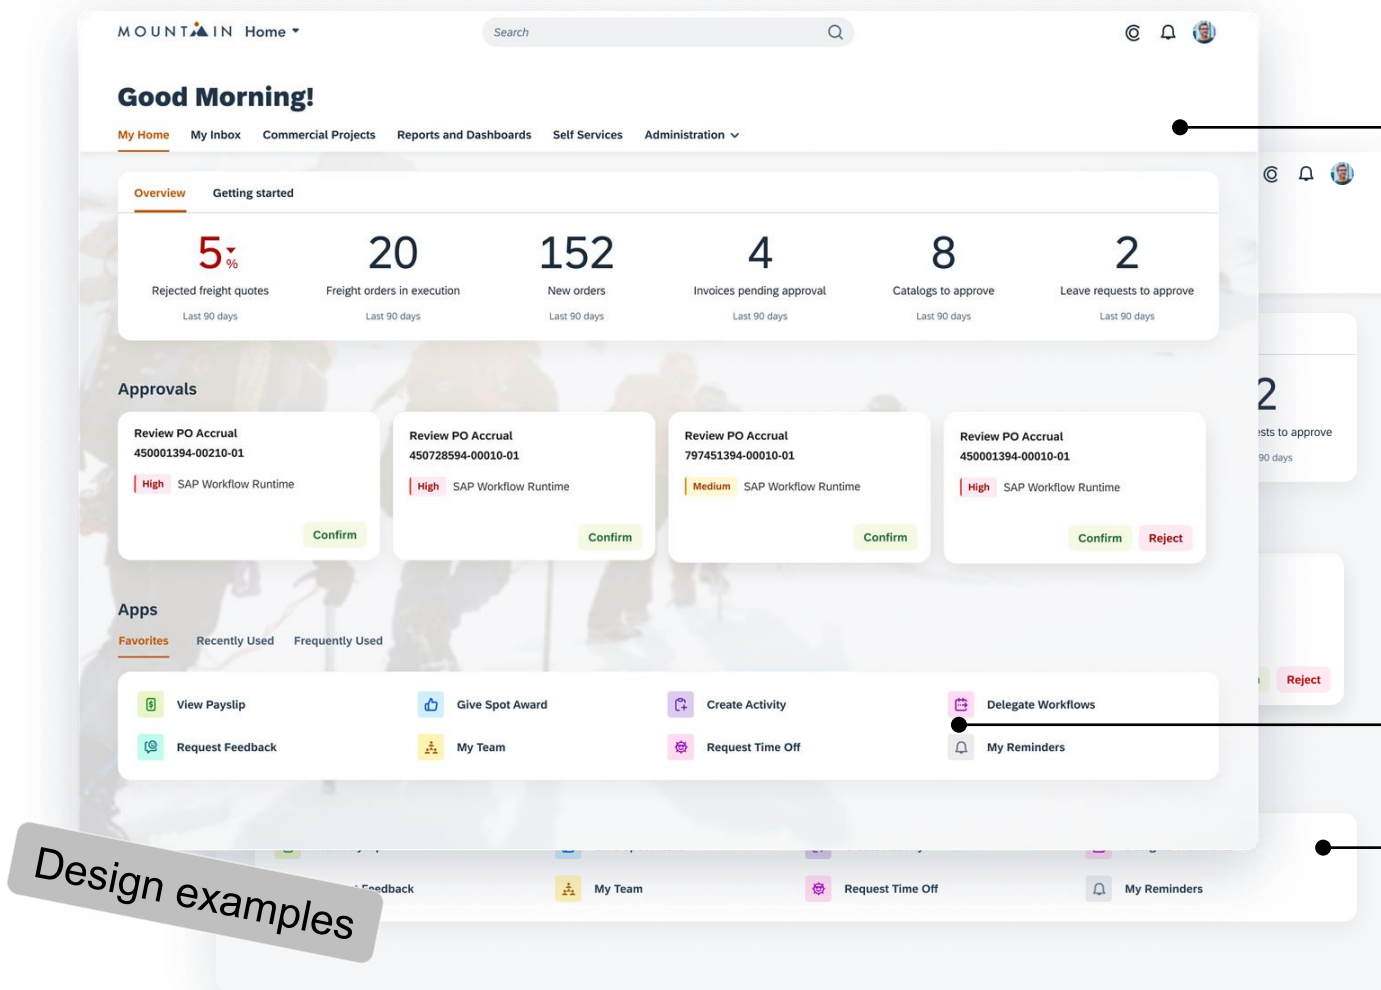 MOUNTAIN Home
Search
Good Morning!
My Home My Inbox Commercial Projects Reports and Dashboards Self Services Administration
Overview Getting started
5 % 20 152 4 8 2
Rejected freight quotes Freight orders in execution New orders Invoices pending approval Catalogs to approve Leave requests to approve
Last 90 days Last 90 days Last 90 days Last 90 days Last 90 days Last 90 days
2
ests to approve
90 days
Approvals
Review PO Accrual
450001394-00210-01
High SAP Workflow Runtime
Confirm
Review PO Accrual
450728594-00010-01
High SAP Workflow Runtime
Confirm
Review PO Accrual
797451394-00010-01
Medium SAP Workflow Runtime
Confirm
Review PO Accrual
450001394-00010-01
High SAP Workflow Runtime
Confirm Reject
Reject
Apps
Favorites Recently Used Frequently Used
View Payslip Give Spot Award Create Activity Delegate Workflows
Request Feedback My Team Request Time Off My Reminders
Feedback My Team Request Time Off My Reminders
Design examples